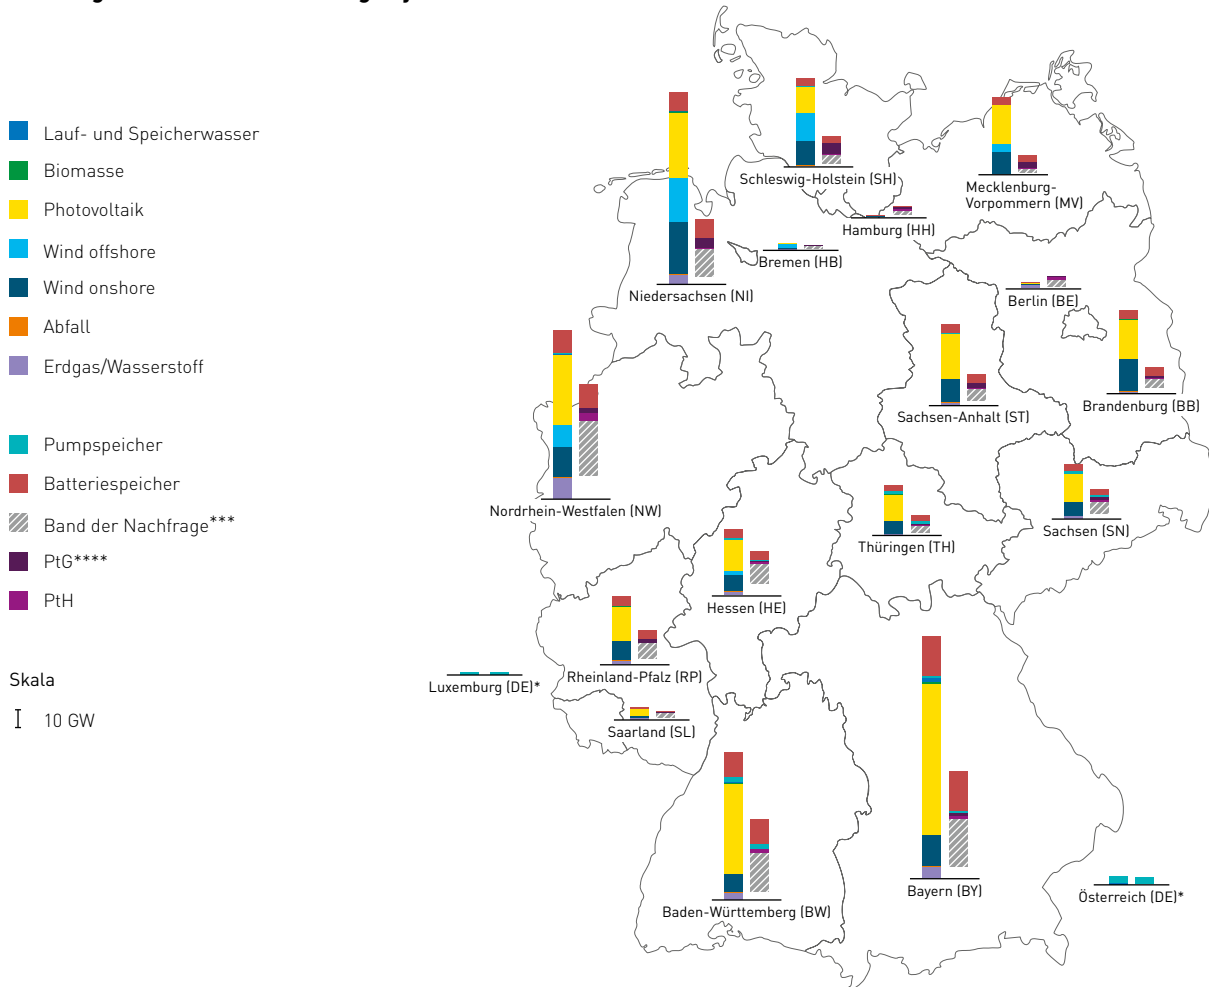 Lauf- und Speicherwasser
Biomasse
Photovoltaik
Wind offshore
Wind onshore
Abfall
Erdgas/Wasserstoff
Pumpspeicher
Batteriespeicher
Band der Nachfrage***
PtG****
PtH
Skala
10 GW
Schleswig-Holstein (SH)
Mecklenburg-
Vorpommern (MV)
Hamburg (HH)
Bremen (HB)
Niedersachsen (NI)
Berlin (BE)
Brandenburg (BB)
Sachsen-Anhalt (ST)
Nordrhein-Westfalen (NW)
Sachsen (SN)
Thüringen (TH)
Hessen (HE)
Rheinland-Pfalz (RP)
Luxemburg (DE)*
Saarland (SL)
Bayern (BY)
Österreich (DE)*
Baden-Württemberg (BW)